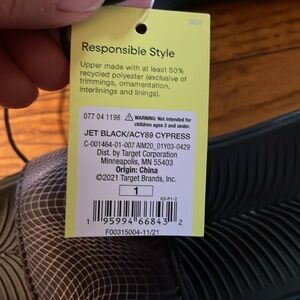 Responsible Style
Upper made with at least 50%
recycled polyester (exclusive of
trimmings, ornamentation,
interlinings and linings).
077 04 1198 ⚠ WARNING: Not intended for
children ages 3 and under.
JET BLACK/ACY89 CYPRESS
C-001464-01-007 AIM20_01Y03-0429
Dist. by Target Corporation
Minneapolis, MN 55403
Origin: China
©2021 Target Brands, Inc.
1
63-F1-2
1 95994 66843 2
F00315004-11/21